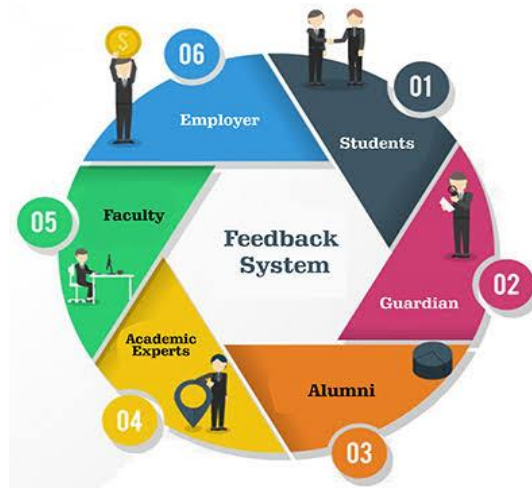 Feedback
System
01
Students
02
Guardian
03
Alumni
04
Academic
Experts
05
Faculty
06
Employer
$